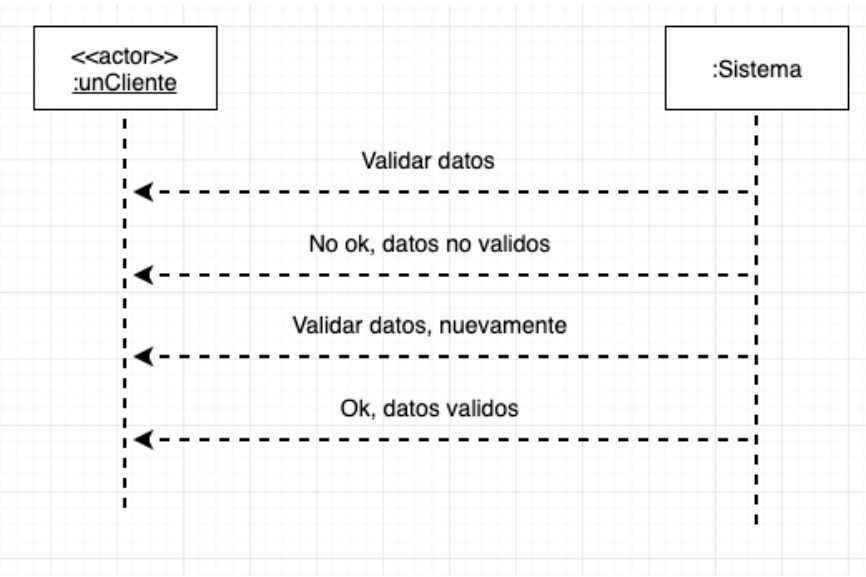 <<actor>>
:unCliente
:Sistema
Validar datos
No ok, datos no validos
Validar datos, nuevamente
Ok, datos validos